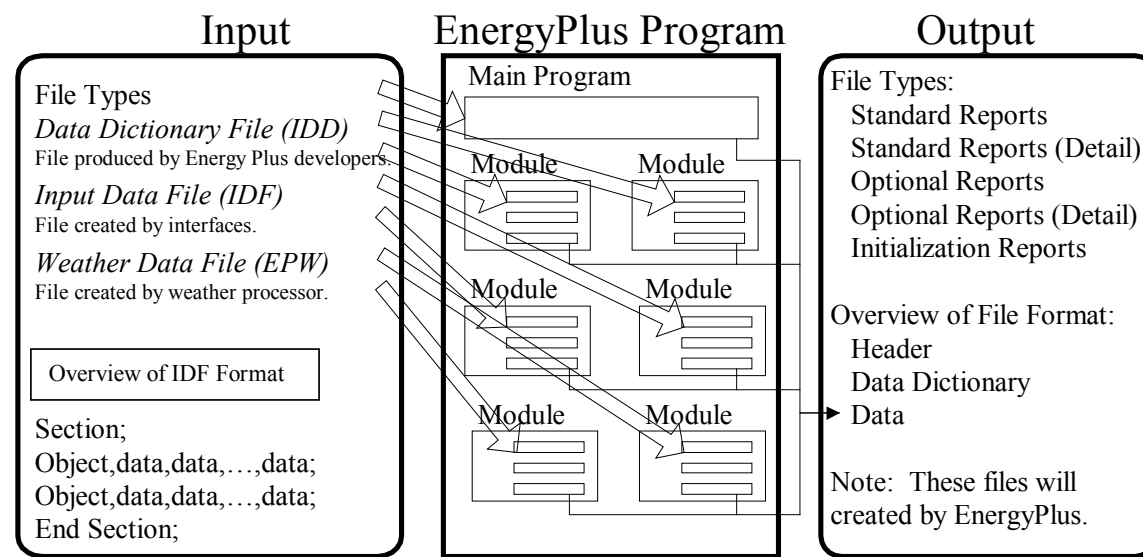 Input
File Types
Data Dictionary File (IDD)
File produced by Energy Plus developers.
Input Data File (IDF)
File created by interfaces.
Weather Data File (EPW)
File created by weather processor.
Overview of IDF Format
Section;
Object,data,data,…,data;
Object,data,data,…,data;
End Section;
EnergyPlus Program
Main Program
Module
Module
Module
Module
Module
Module
Output
File Types:
Standard Reports
Standard Reports (Detail)
Optional Reports
Optional Reports (Detail)
Initialization Reports
Overview of File Format:
Header
Data Dictionary
Data
Note: These files will
created by EnergyPlus.